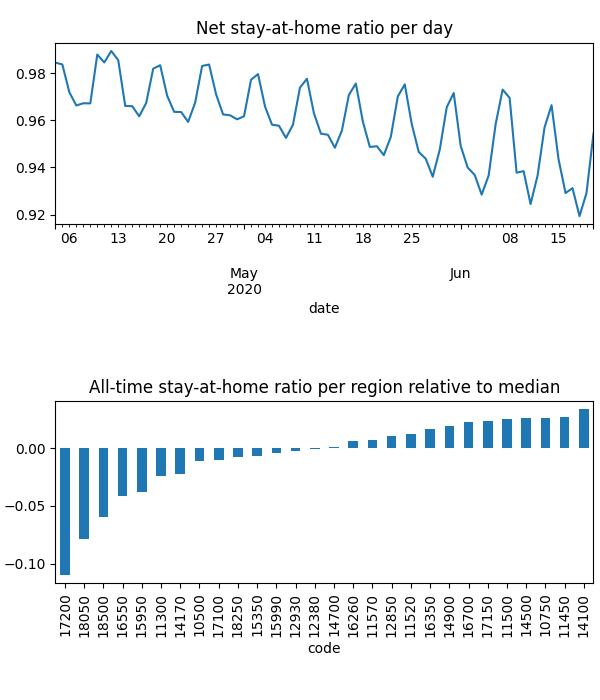 Net stay-at-home ratio per day
0.98
0.96
0.94
0.92
06 13 20 27 04 11 18 25 08 15
May Jun
2020
date
All-time stay-at-home ratio per region relative to median
0.00
−0.05
−0.10
17200 18050 18500 16550 15950 11300 14170 10500 17100 18250 15350 15990 12930 12380 14700 16260 11570 12850 11520 16350 14900 16700 17150 11500 14500 10750 11450 14100
code